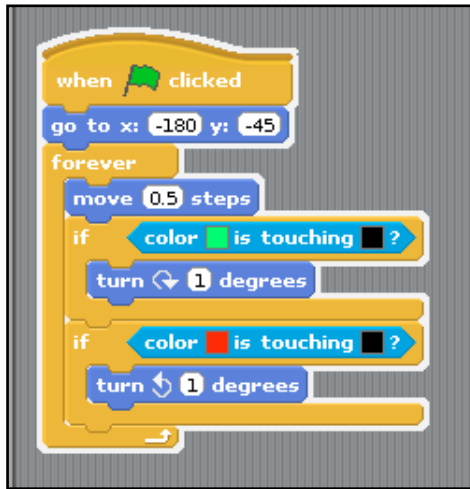 when clicked
go to x: -180 y: -45
forever
move 0.5 steps
if color is touching ?
turn 1 degrees
if color is touching ?
turn 1 degrees